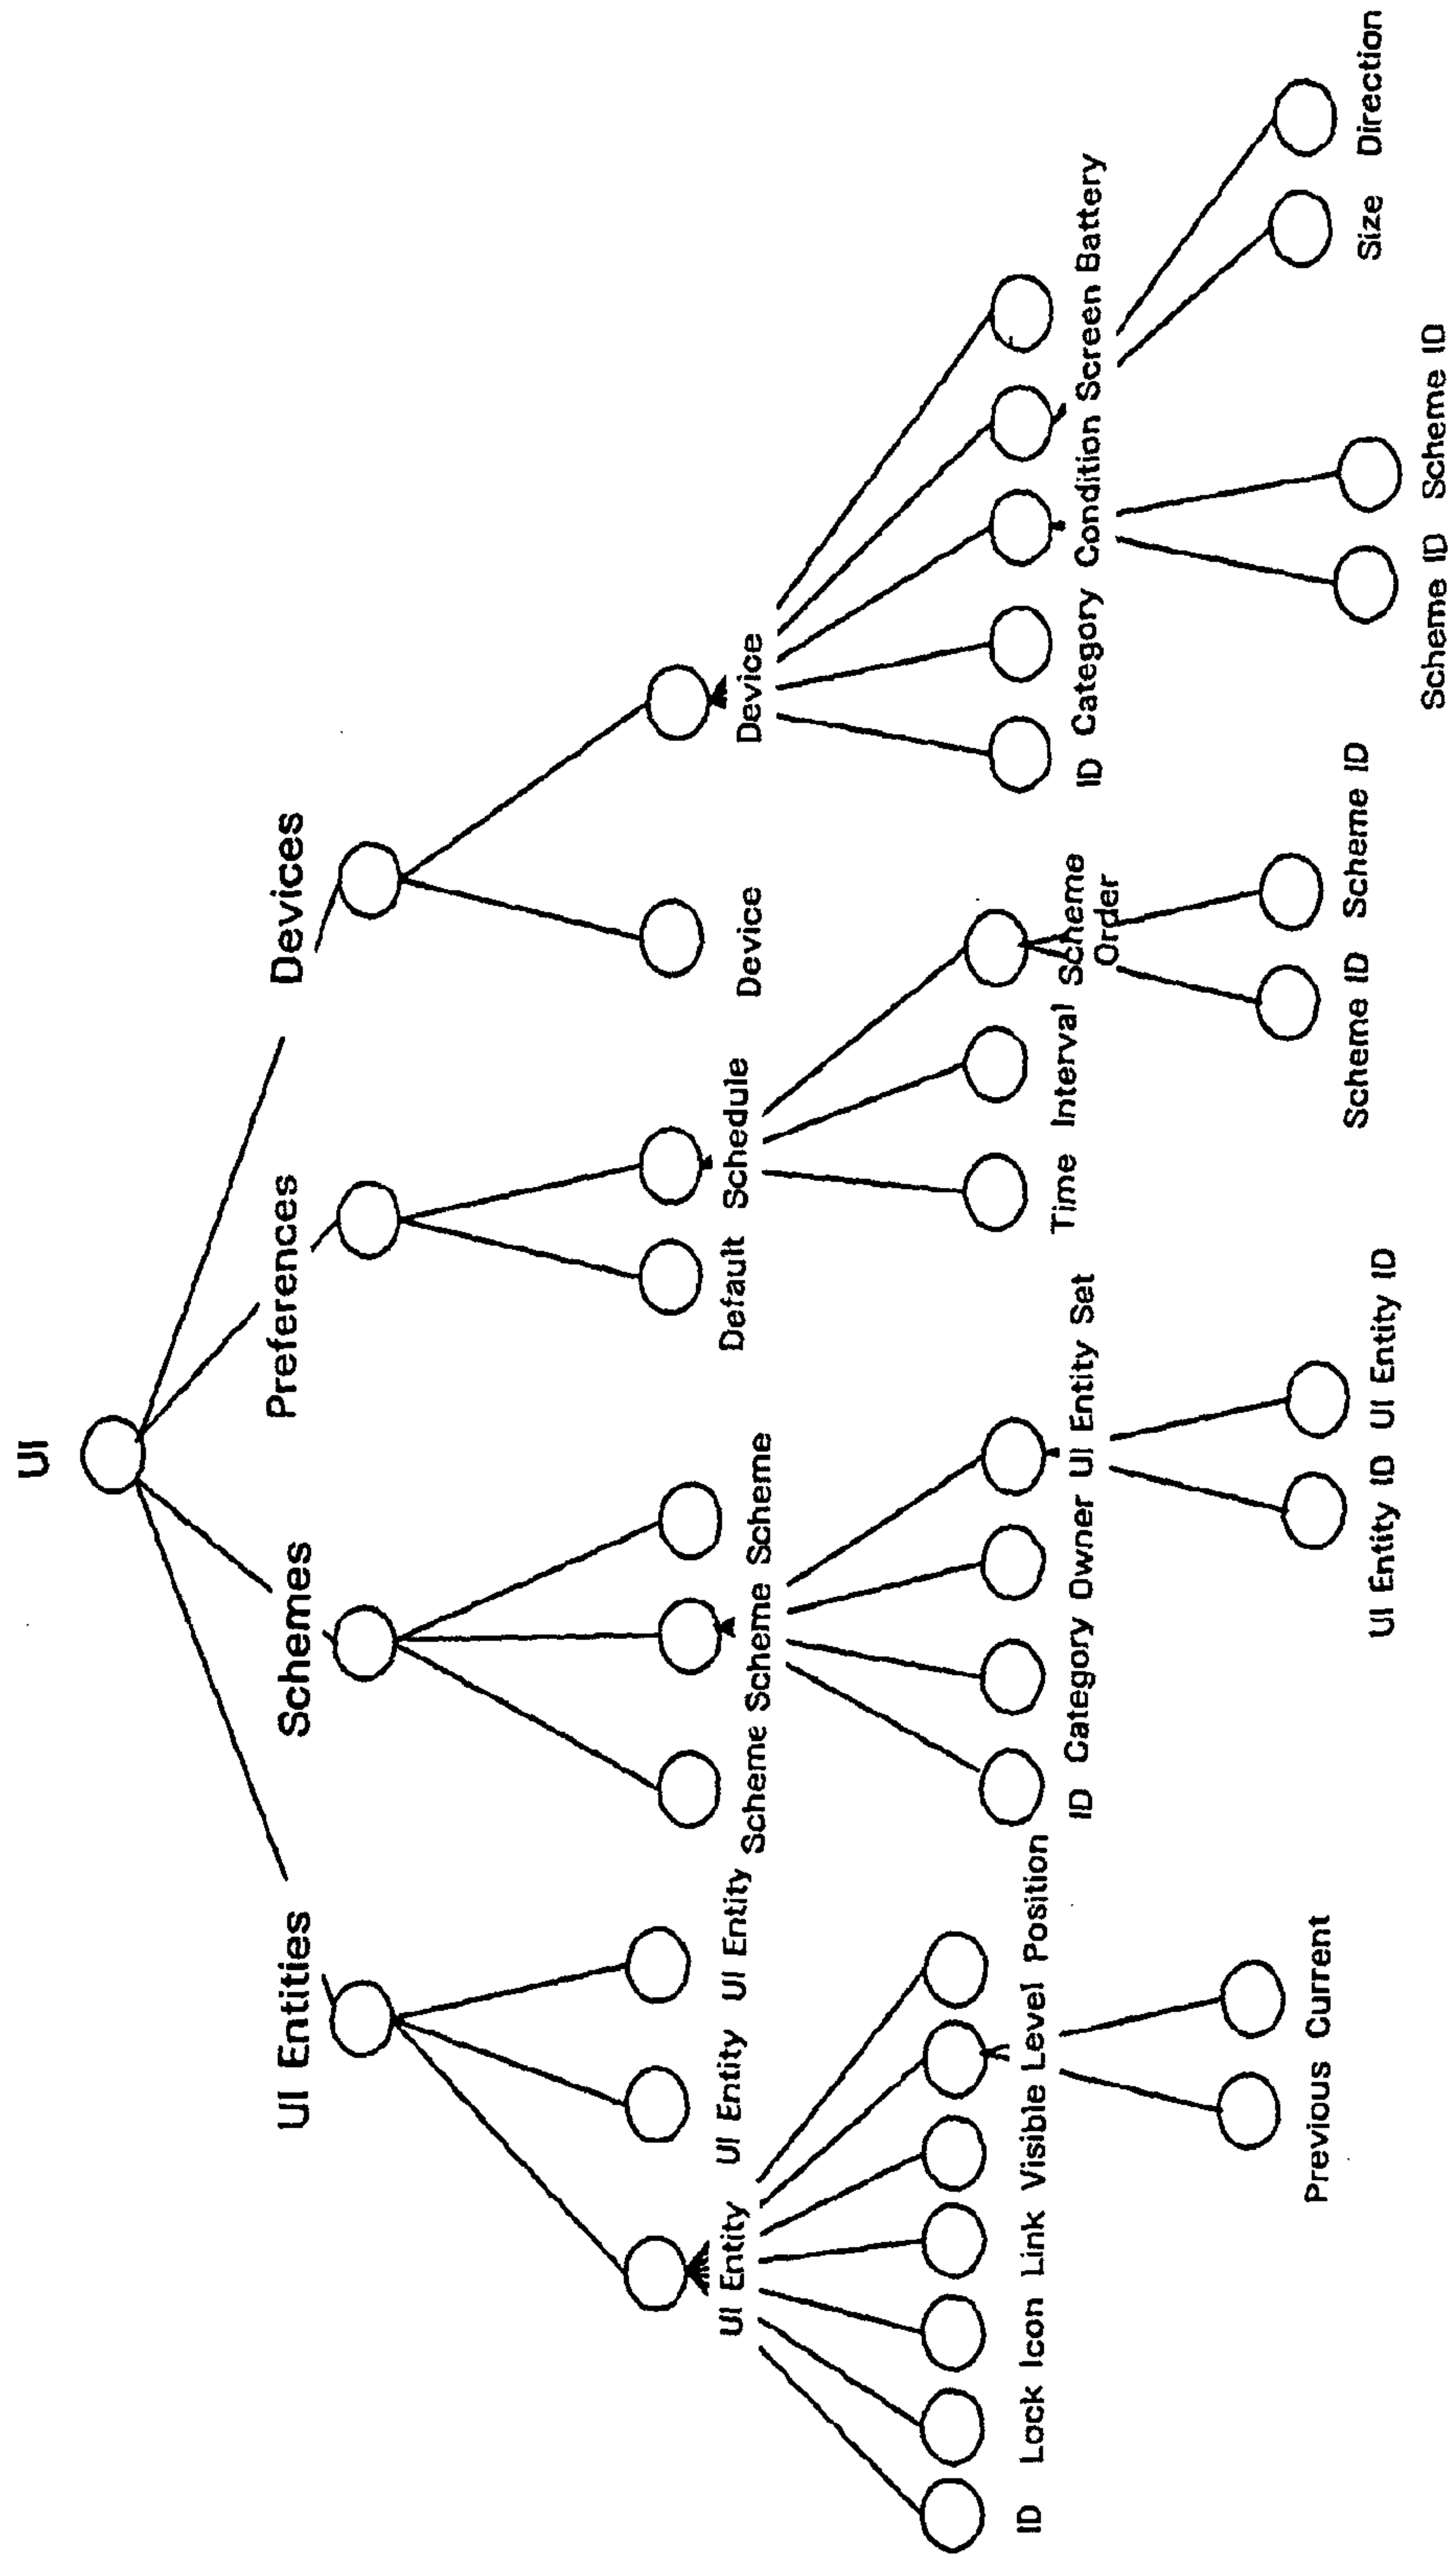 UI
UI Entities Schemes Preferences Devices
UI Entity UI Entity UI Entity Scheme Scheme Scheme Default Schedule Device Device
ID Lock Icon Link Visible Level Position ID Category Owner UI Entity Set Time Interval Scheme Order ID Category Condition Screen Battery
Previous Current UI Entity ID UI Entity ID Scheme ID Scheme ID Scheme ID Scheme ID Size Direction